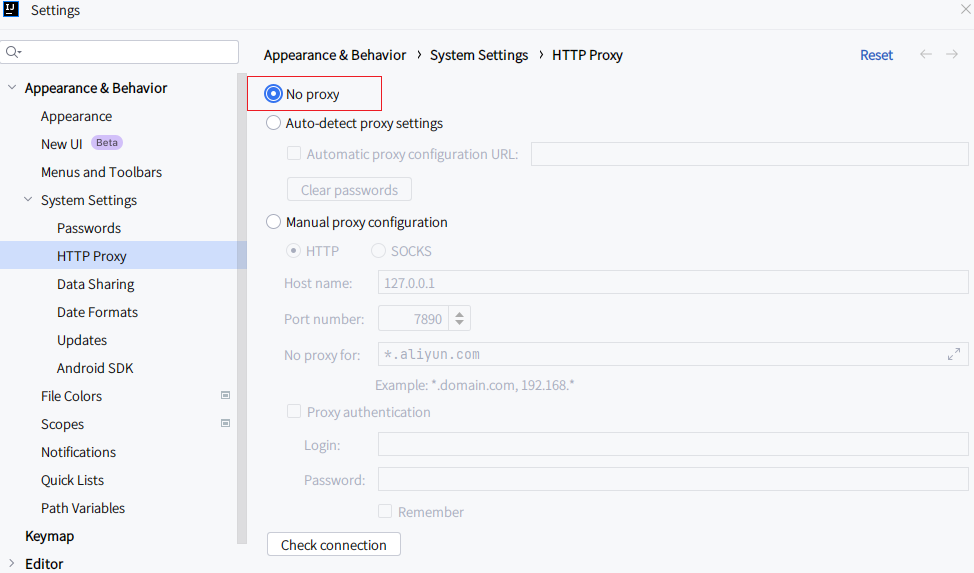 Settings
Appearance & Behavior › System Settings › HTTP Proxy Reset
Appearance & Behavior
Appearance
New UI Beta
Menus and Toolbars
System Settings
Passwords
HTTP Proxy
Data Sharing
Date Formats
Updates
Android SDK
File Colors
Scopes
Notifications
Quick Lists
Path Variables
Keymap
Editor
No proxy
Auto-detect proxy settings
Automatic proxy configuration URL:
Clear passwords
Manual proxy configuration
HTTP SOCKS
Host name: 127.0.0.1
Port number: 7890
No proxy for: *.aliyun.com
Example: *.domain.com, 192.168.*
Proxy authentication
Login:
Password:
Remember
Check connection